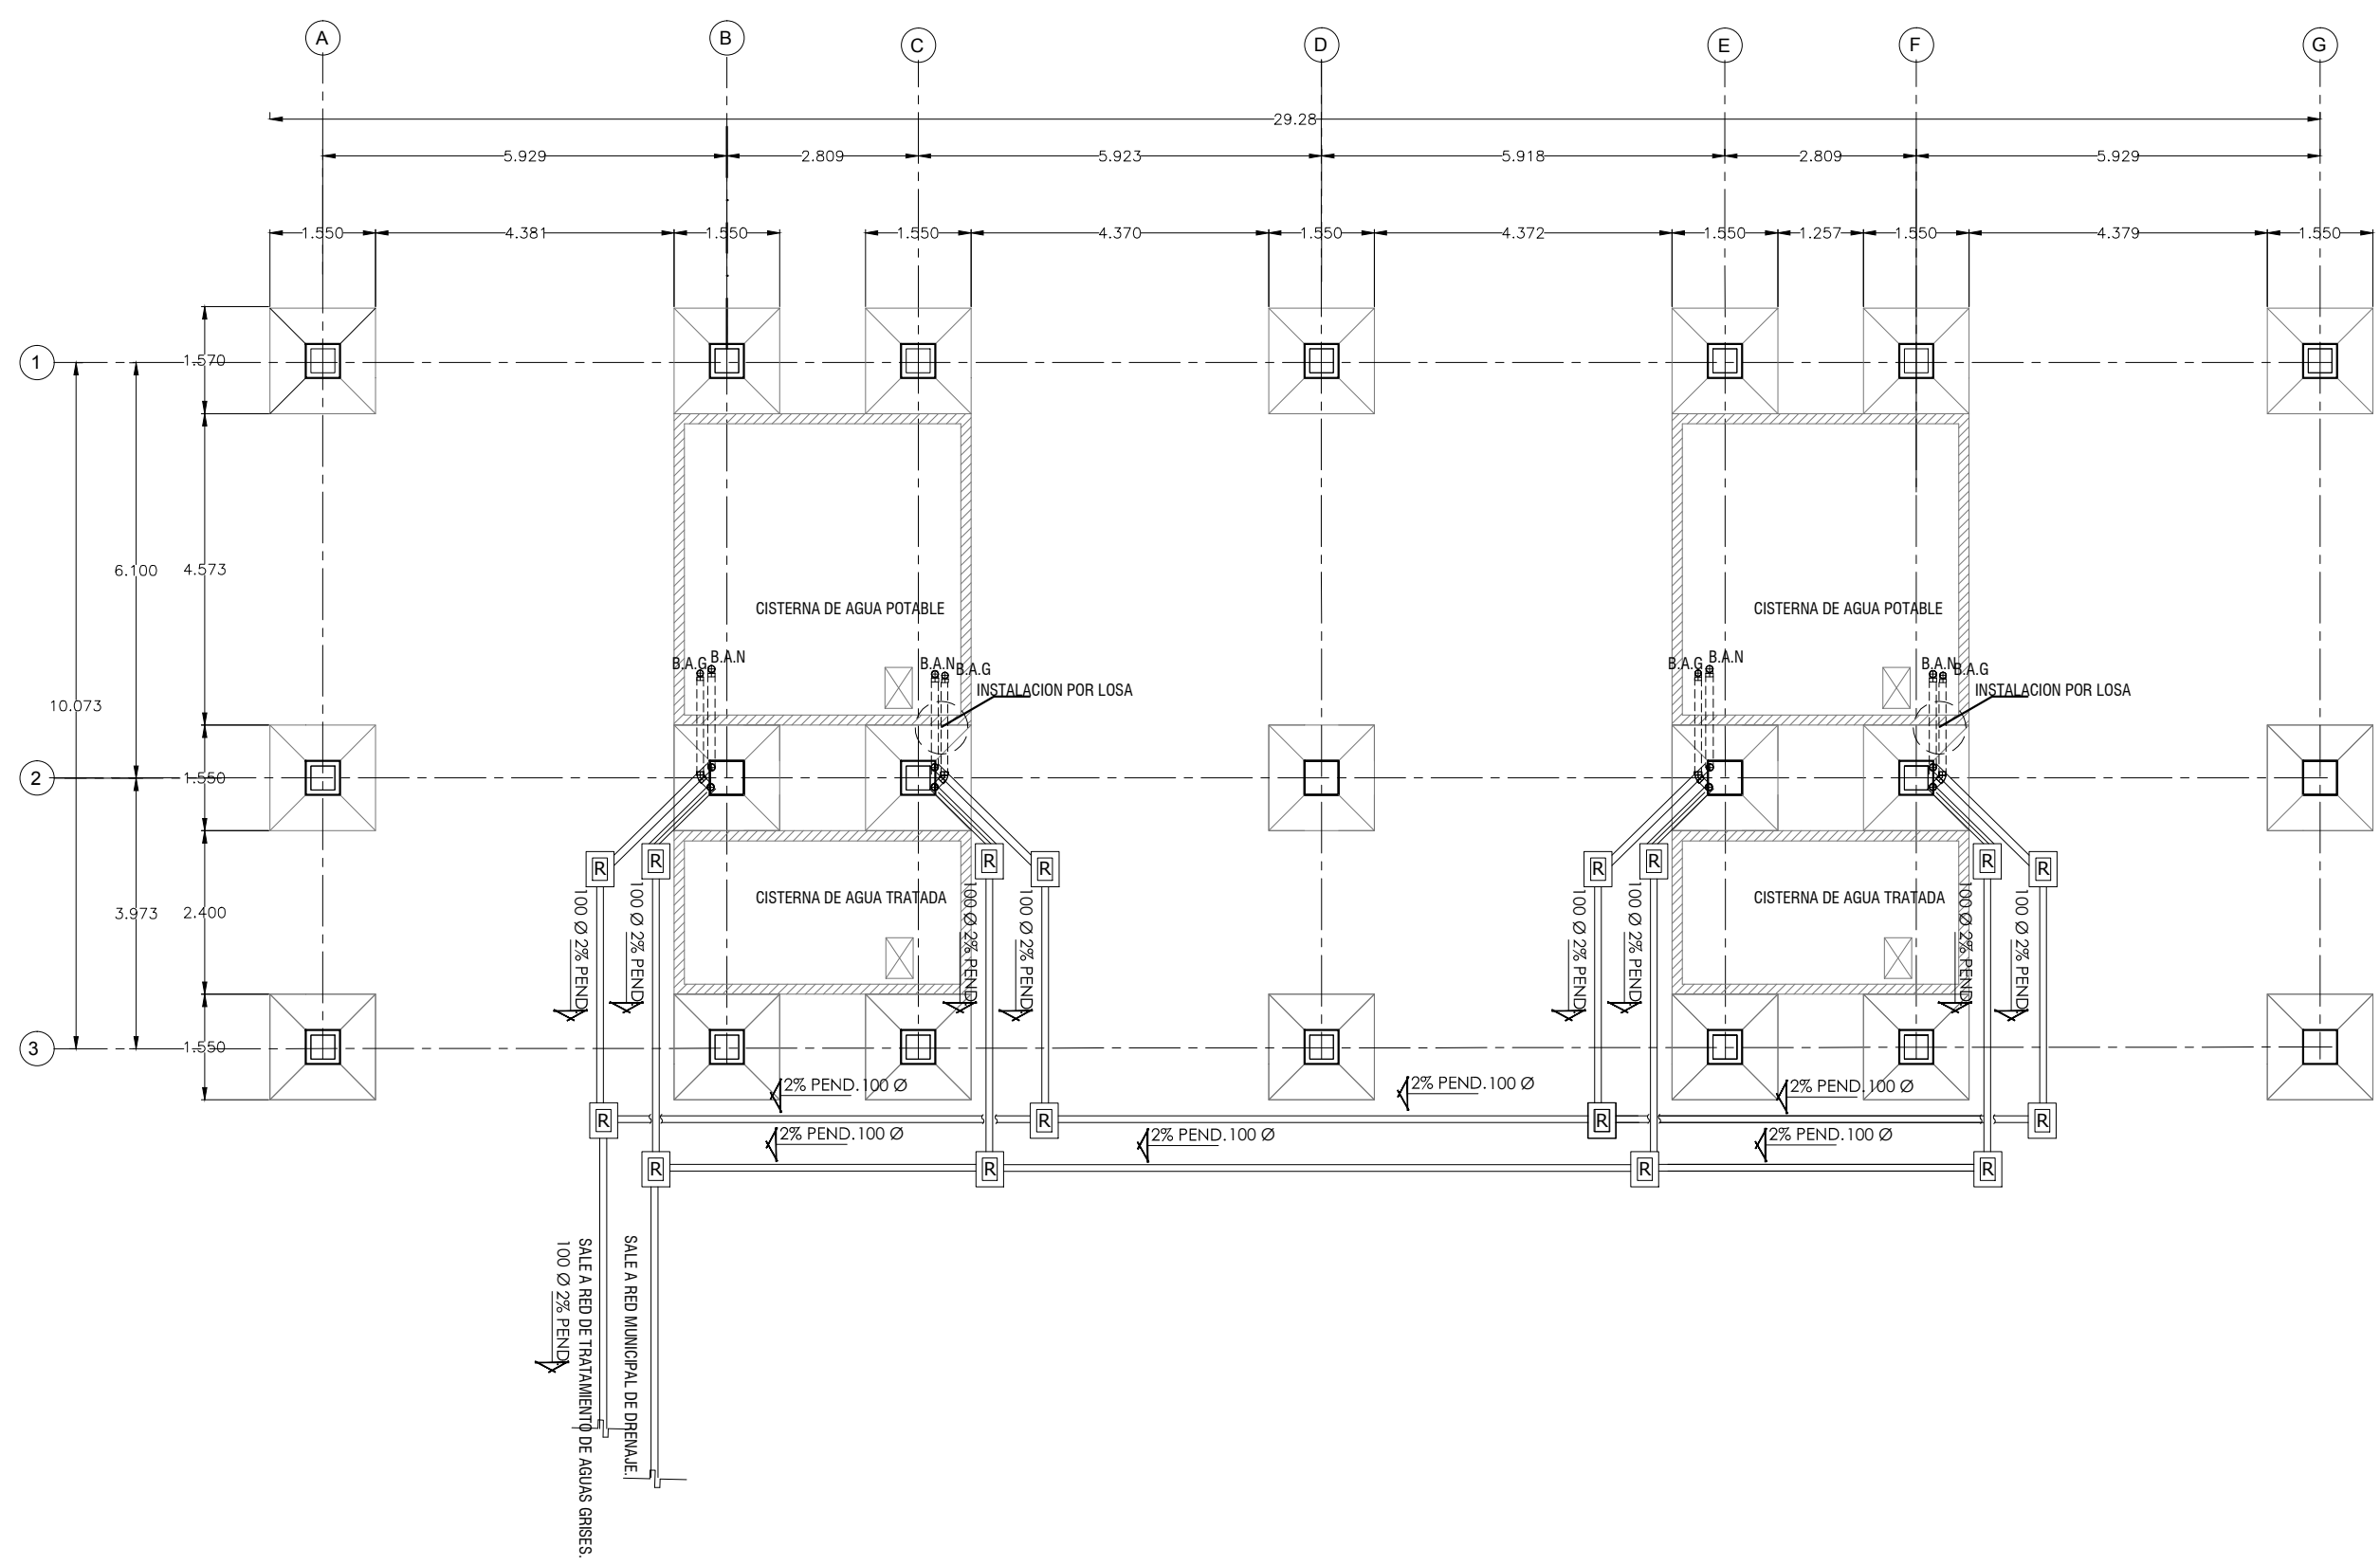 A
B
C
D
E
F
G
29.28
5.929
2.809
5.923
5.918
2.809
5.929
1.550
4.381
1.550
1.550
4.370
1.550
4.372
1.550
1.257
1.550
4.379
1.550
1
1.570
6.100
4.573
10.073
CISTERNA DE AGUA POTABLE
CISTERNA DE AGUA POTABLE
B.A.G
B.A.N
B.A.N
B.A.G
B.A.G
B.A.N
B.A.N
B.A.G
INSTALACION POR LOSA
INSTALACION POR LOSA
2
1.550
R
R
R
R
R
R
R
R
3.973
2.400
CISTERNA DE AGUA TRATADA
CISTERNA DE AGUA TRATADA
100 Ø 2% PEND.
100 Ø 2% PEND.
100 Ø 2% PEND.
100 Ø 2% PEND.
100 Ø 2% PEND.
100 Ø 2% PEND.
100 Ø 2% PEND.
100 Ø 2% PEND.
3
1.550
2% PEND.100 Ø
2% PEND.100 Ø
2% PEND.100 Ø
R
R
R
R
2% PEND.100 Ø
2% PEND.100 Ø
2% PEND.100 Ø
R
R
R
R
100 Ø 2% PEND.
SALE A RED DE TRATAMIENTO DE AGUAS GRISES.
SALE A RED MUNICIPAL DE DRENAJE.